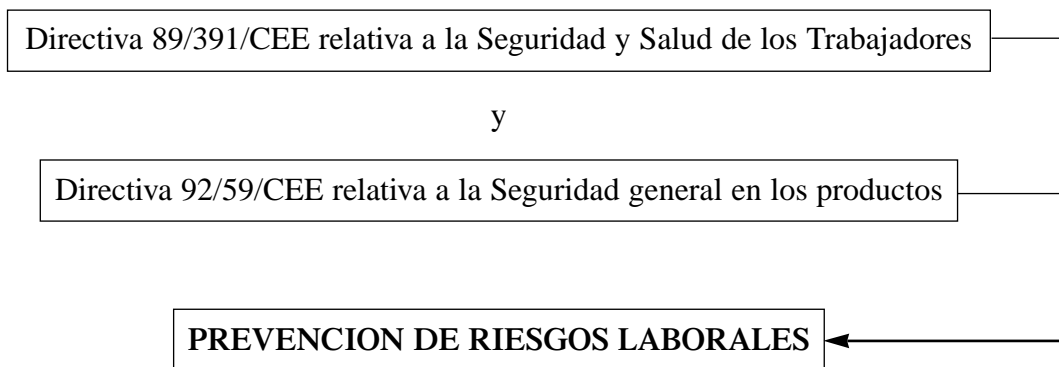 Directiva 89/391/CEE relativa a la Seguridad y Salud de los Trabajadores
y
Directiva 92/59/CEE relativa a la Seguridad general en los productos
PREVENCION DE RIESGOS LABORALES